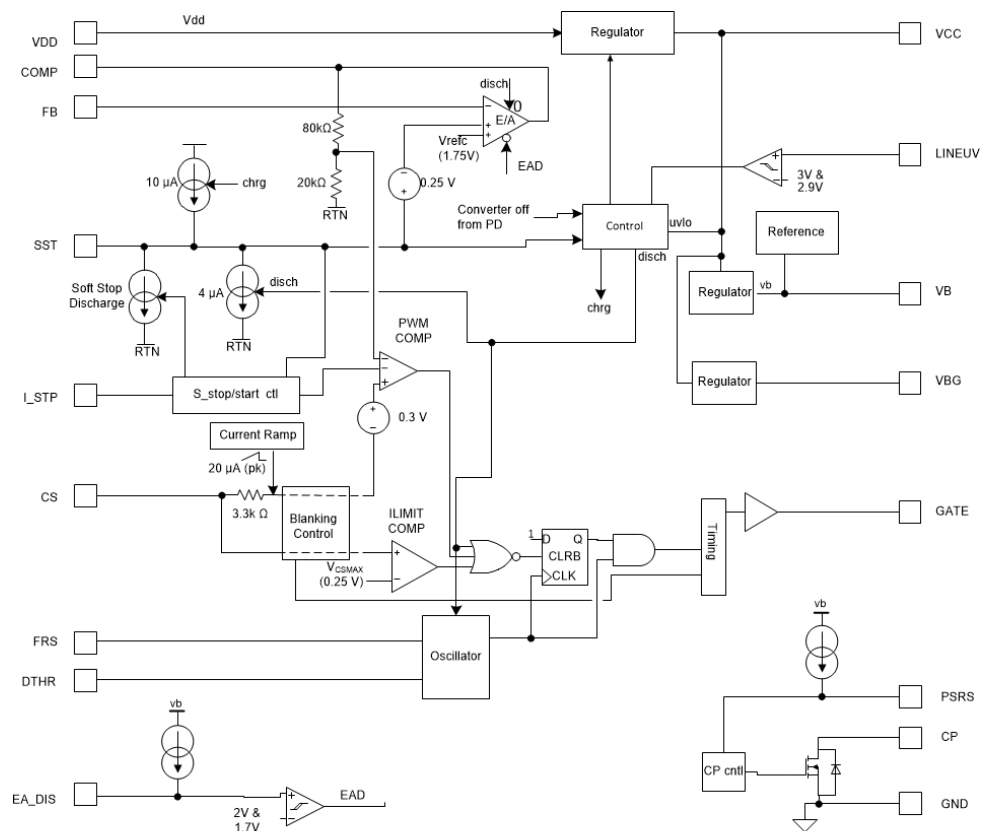 Vdd
VDD
Regulator
VCC
COMP
disch
FB
E/A
80kΩ
Vrefc
(1.75V)
EAD
LINEUV
10 µA
chrg
20kΩ
0.25 V
3V &
2.9V
RTN
Converter off
from PD
Control
uvlo
Reference
SST
disch
Soft Stop
Discharge
4 µA
disch
Regulator
vb
VB
chrg
RTN
RTN
PWM
COMP
S_stop/start ctl
Regulator
VBG
I_STP
0.3 V
Current Ramp
20 µA (pk)
CS
3.3k Ω
Blanking
Control
ILIMIT
COMP
Timing
GATE
1
D
Q
CLRB
CLK
VCSMAX
(0.25 V)
FRS
Oscillator
vb
DTHR
PSRS
vb
CP
CP cntl
EA_DIS
EAD
2V &
1.7V
GND